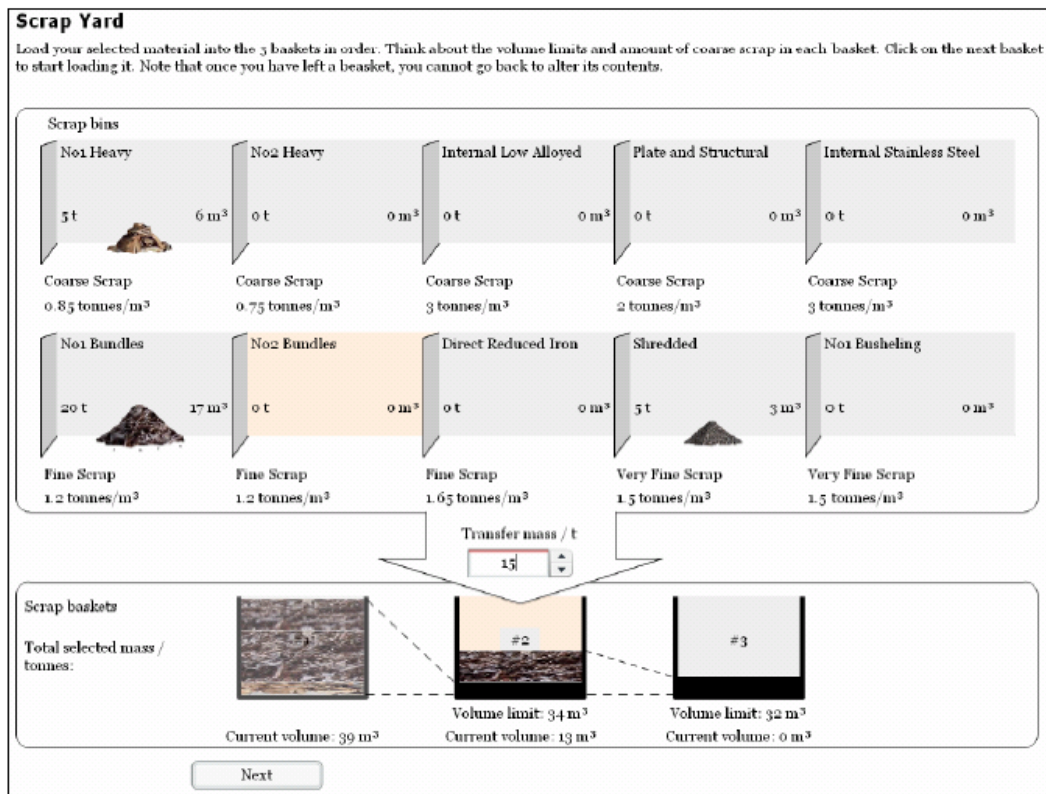 Scrap Yard
Load your selected material into the 3 baskets in order. Think about the volume limits and amount of coarse scrap in each basket. Click on the next basket
to start loading it. Note that once you have left a beasket, you cannot go back to alter its contents.
Scrap bins
No1 Heavy
No2 Heavy
Internal Low Alloyed
Plate and Structural
Internal Stainless Steel
5 t 6 m³
0 t 0 m³
0 t 0 m³
0 t 0 m³
0 t 0 m³
Coarse Scrap
Coarse Scrap
Coarse Scrap
Coarse Scrap
Coarse Scrap
0.85 tonnes/m³
0.75 tonnes/m³
3 tonnes/m³
2 tonnes/m³
3 tonnes/m³
No1 Bundles
No2 Bundles
Direct Reduced Iron
Shredded
No1 Busheling
20 t 17 m³
0 t 0 m³
0 t 0 m³
5 t 3 m³
0 t 0 m³
Fine Scrap
Fine Scrap
Fine Scrap
Very Fine Scrap
Very Fine Scrap
1.2 tonnes/m³
1.2 tonnes/m³
1.65 tonnes/m³
1.5 tonnes/m³
1.5 tonnes/m³
Transfer mass / t
15
Scrap baskets
Total selected mass /
tonnes:
#2
#3
Volume limit: 34 m³
Volume limit: 32 m³
Current volume: 39 m³
Current volume: 13 m³
Current volume: 0 m³
Next